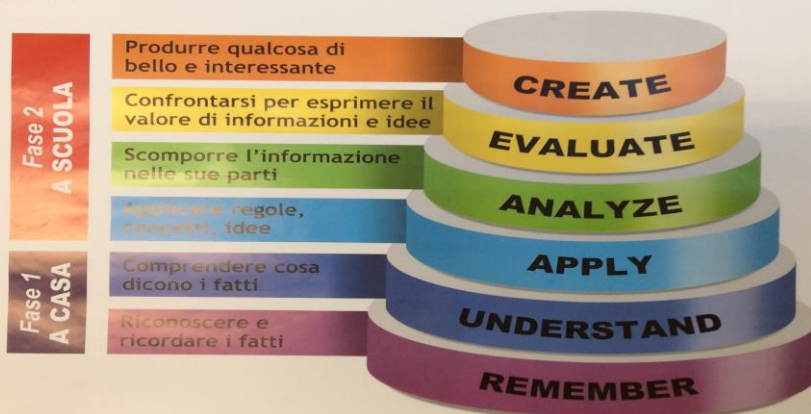 Fase 2
A SCUOLA
Produrre qualcosa di
bello e interessante
CREATE
Confrontarsi per esprimere il
valore di informazioni e idee
EVALUATE
Scomporre l'informazione
nelle sue parti
ANALYZE
Applicare regole,
concetti, idee
APPLY
Fase 1
A CASA
Comprendere cosa
dicono i fatti
UNDERSTAND
Riconoscere e
ricordare i fatti
REMEMBER